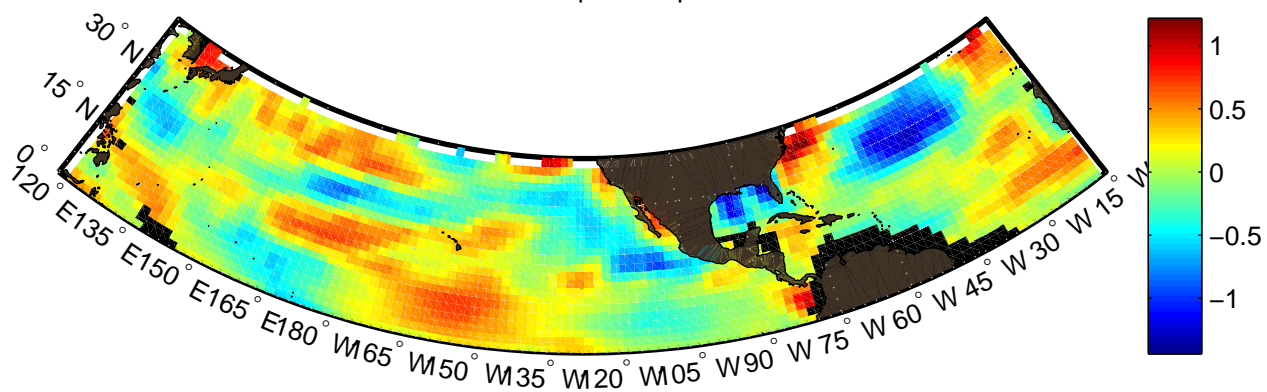 30° N
15° N
0°
120° E
135° E
150° E
165° E
180° W
165° W
150° W
135° W
120° W
105° W
90° W
75° W
60° W
45° W
30° W
15° W
1
0.5
0
−0.5
−1